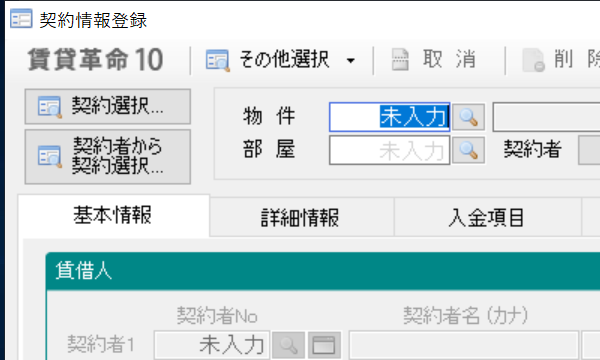 契約情報登録
賃貸革命10 その他選択 取 消 削 除
契約選択...
物 件 未入力
契約者から
契約選択...
部 屋 未入力 契約者
基本情報 詳細情報 入金項目
賃借人
契約者No 契約者名(カナ)
契約者1 未入力